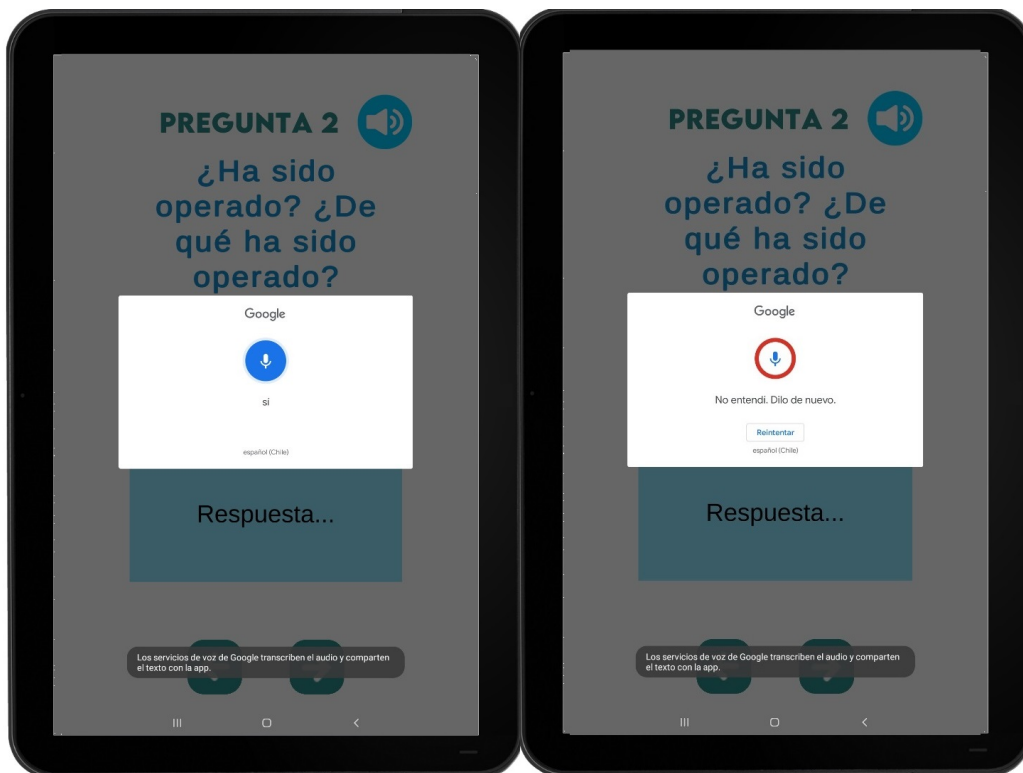 PREGUNTA 2
¿Ha sido
operado? ¿De
qué ha sido
operado?
Google
si
español (Chile)
Respuesta...
Los servicios de voz de Google transcriben el audio y comparten
el texto con la app.
PREGUNTA 2
¿Ha sido
operado? ¿De
qué ha sido
operado?
Google
No entendí. Dilo de nuevo.
Reintentar
español (Chile)
Respuesta...
Los servicios de voz de Google transcriben el audio y comparten
el texto con la app.